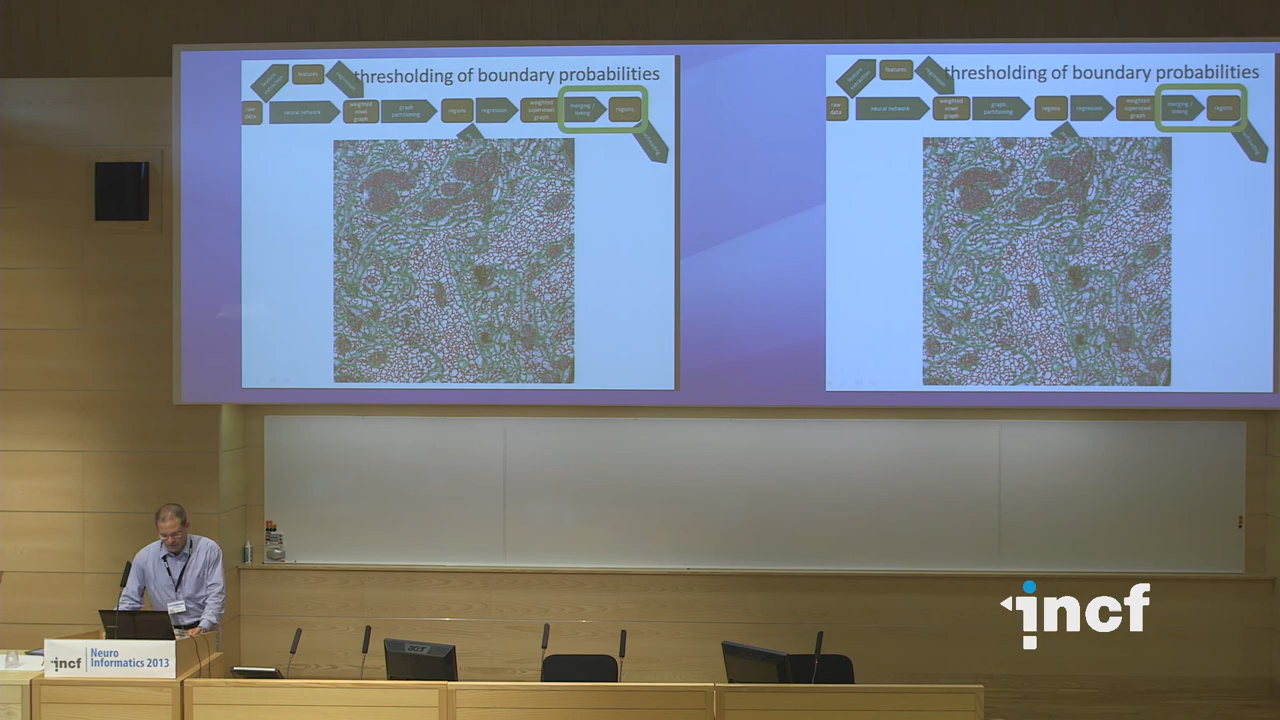 thresholding of boundary probabilities
features
raw data
neural network
weighted voxel graph
graph partitioning
regions
regression
weighted supervoxel graph
merging / linking
regions
thresholding of boundary probabilities
features
raw data
neural network
weighted voxel graph
graph partitioning
regions
regression
weighted supervoxel graph
merging / linking
regions
incf
acer
incf
Neuro
Informatics 2013